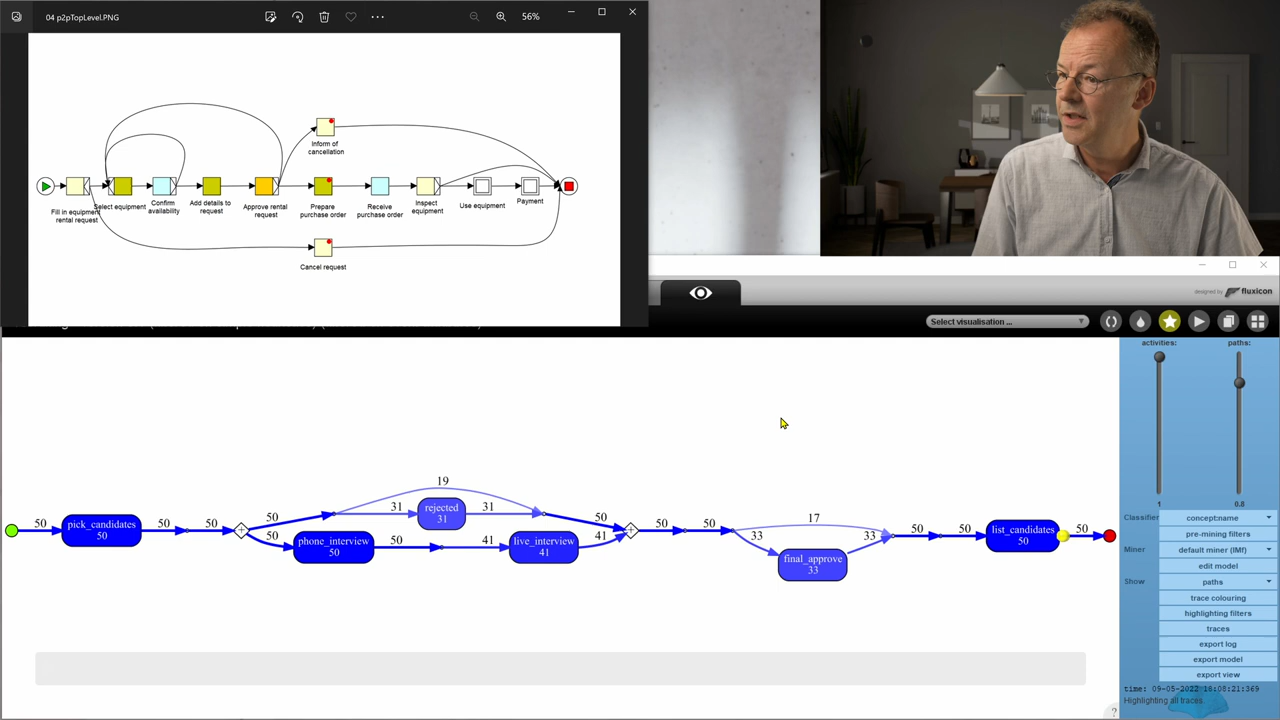 04 p2pTopLevel.PNG
56%
Inform of
cancellation
Fill in equipment
rental request
Select equipment
Confirm
availability
Add details to
request
Approve rental
request
Prepare
purchase order
Receive
purchase order
Inspect
equipment
Use equipment
Payment
Cancel request
designed by fluxicon
Select visualisation ...
activities:
paths:
1
0.8
Classifier
concept:name
pre-mining filters
Miner
default miner (IMf)
edit model
Show
paths
trace colouring
highlighting filters
traces
export log
export model
export view
time: 09-05-2022 16:08:21:369
Highlighting all traces.
?
50
pick_candidates
50
50
50
+
50
50
19
31
rejected
31
31
phone_interview
50
50
41
live_interview
41
50
41
+
50
50
17
33
final_approve
33
33
50
50
list_candidates
50
50